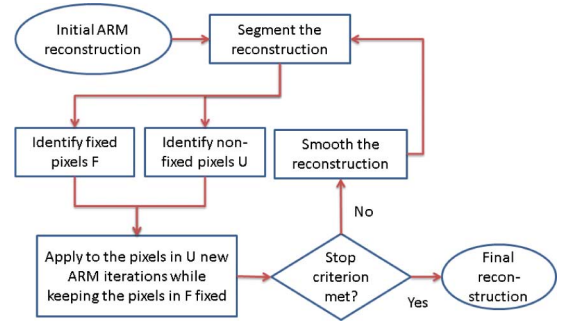 Initial ARM
reconstruction
Segment the
reconstruction
Identify fixed
pixels F
Identify non-
fixed pixels U
Smooth the
reconstruction
No
Apply to the pixels in U new
ARM iterations while
keeping the pixels in F fixed
Stop
criterion
met?
Yes
Final
recon-
struction